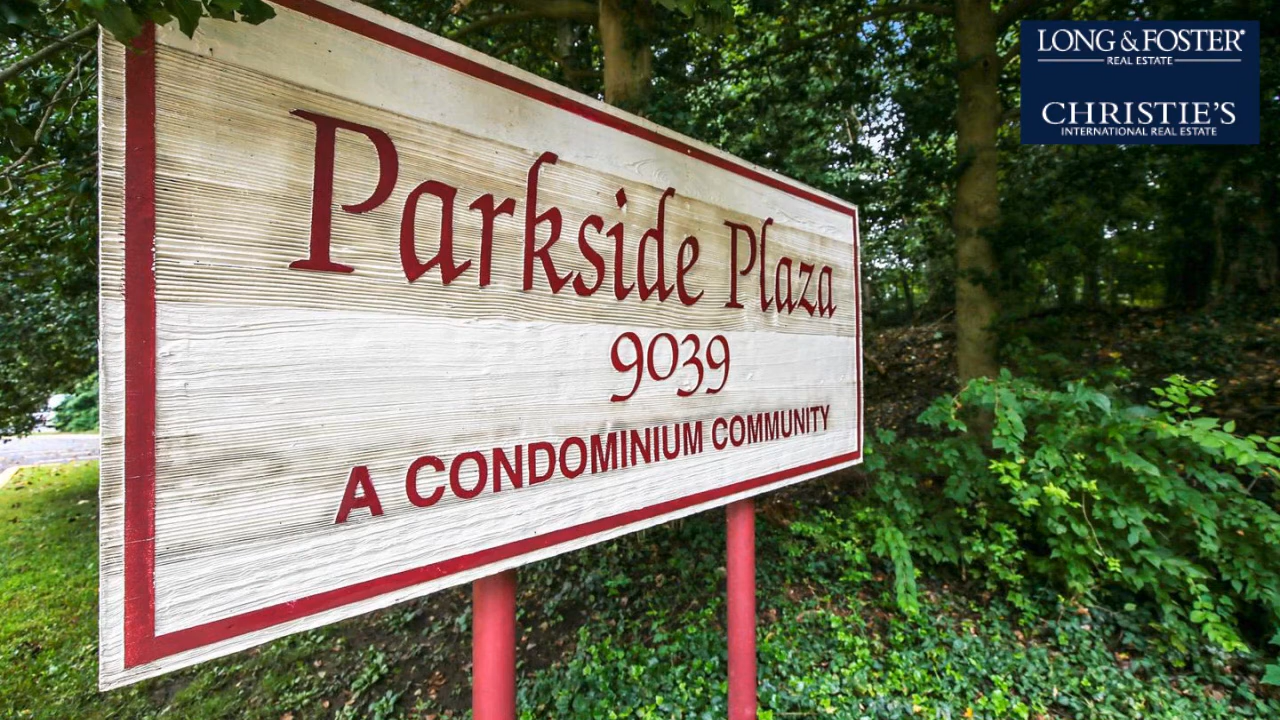 LONG & FOSTER®
REAL ESTATE
CHRISTIE'S
INTERNATIONAL REAL ESTATE
Parkside Plaza
9039
A CONDOMINIUM COMMUNITY